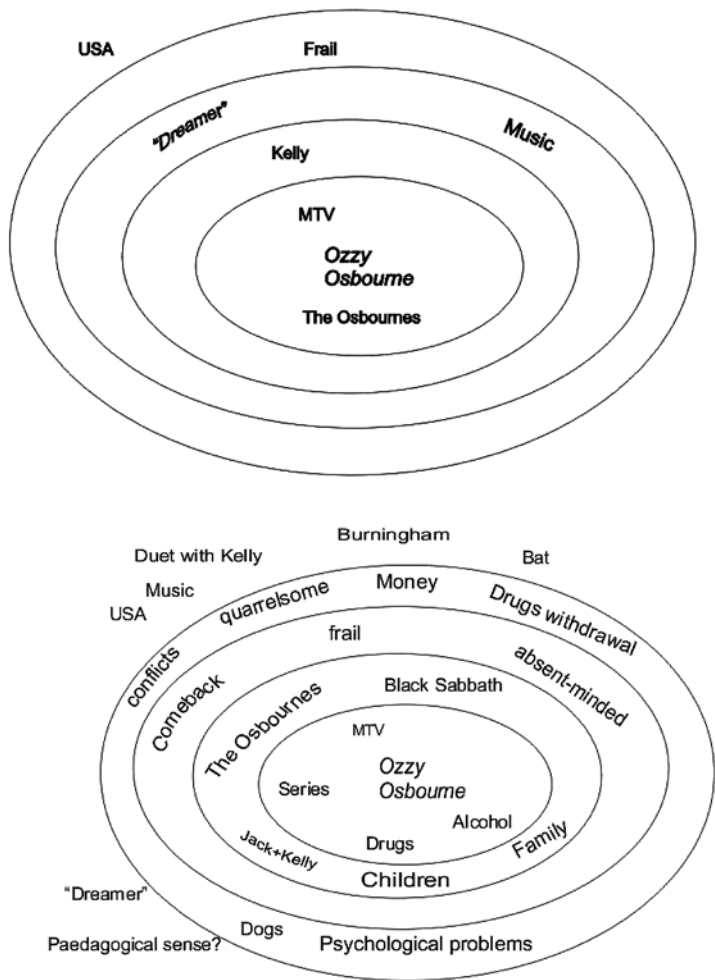 USA
Frail
"Dreamer"
Music
Kelly
MTV
Ozzy
Osbourne
The Osbournes
Burningham
Duet with Kelly
Bat
Music
quarrelsome
Money
Drugs withdrawal
USA
frail
conflicts
absent-minded
Comeback
The Osbournes
Black Sabbath
MTV
Ozzy
Osbourne
Series
Alcohol
Drugs
Family
Jack+Kelly
Children
"Dreamer"
Dogs
Paedagogical sense?
Psychological problems